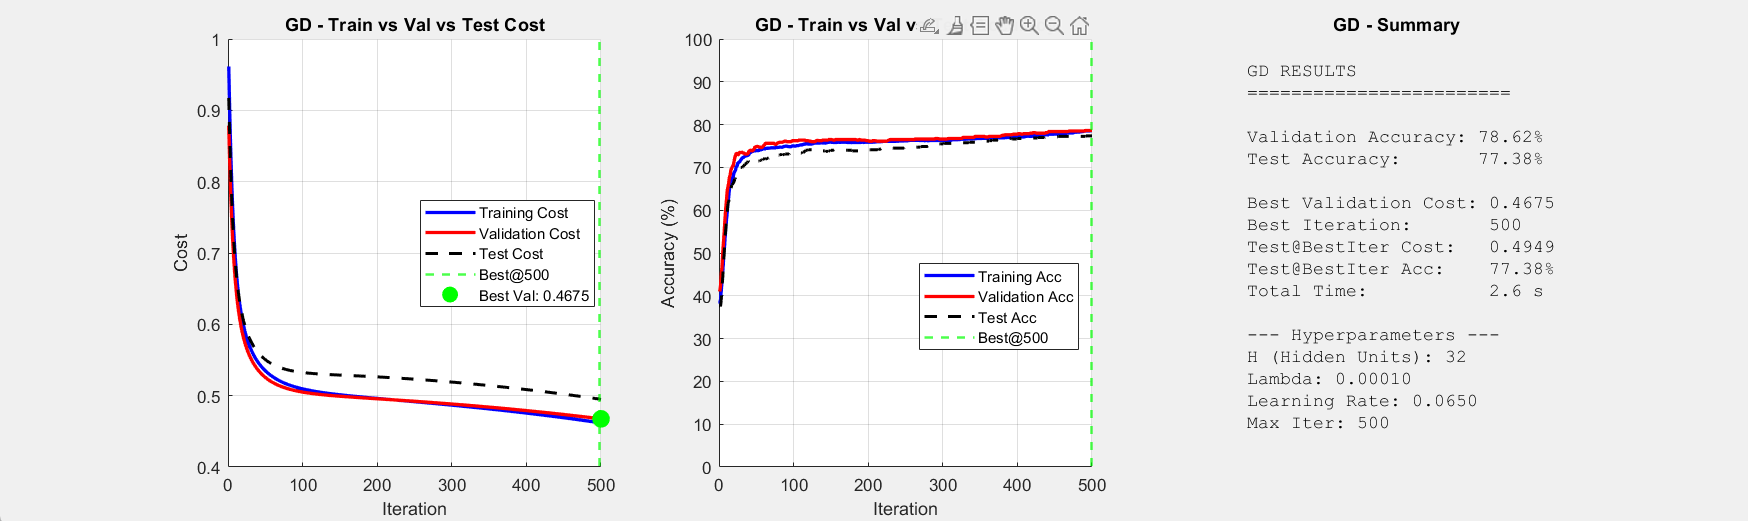 GD - Train vs Val vs Test Cost
1
0.9
0.8
0.7
0.6
0.5
0.4
Cost
0
100
200
300
400
500
Iteration
Training Cost
Validation Cost
Test Cost
Best@500
Best Val: 0.4675
GD - Train vs Val v
100
90
80
70
60
50
40
30
20
10
0
Accuracy (%)
0
100
200
300
400
500
Iteration
Training Acc
Validation Acc
Test Acc
Best@500
GD - Summary
GD RESULTS
========================
Validation Accuracy: 78.62%
Test Accuracy: 77.38%
Best Validation Cost: 0.4675
Best Iteration: 500
Test@BestIter Cost: 0.4949
Test@BestIter Acc: 77.38%
Total Time: 2.6 s
--- Hyperparameters ---
H (Hidden Units): 32
Lambda: 0.00010
Learning Rate: 0.0650
Max Iter: 500